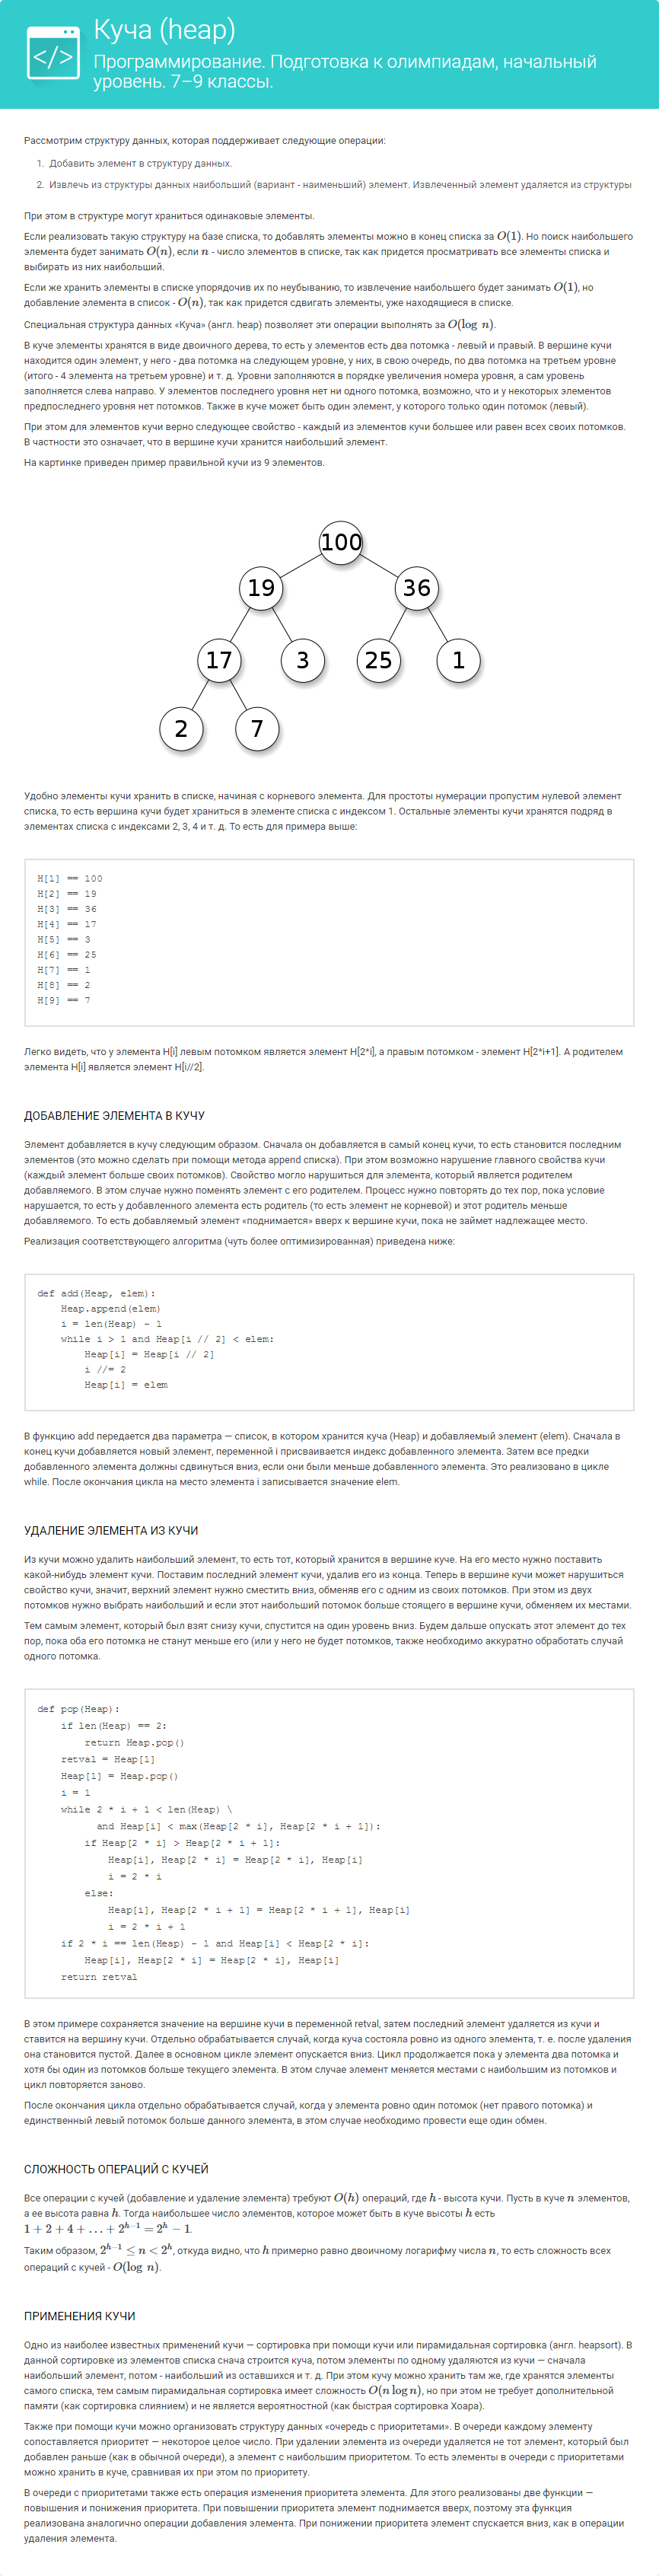 </>
Куча (heap)
Программирование. Подготовка к олимпиадам, начальный
уровень. 7–9 классы.
Рассмотрим структуру данных, которая поддерживает следующие операции:
1. Добавить элемент в структуру данных.
2. Извлечь из структуры данных наибольший (вариант - наименьший) элемент. Извлеченный элемент удаляется из структуры
При этом в структуре могут храниться одинаковые элементы.
Если реализовать такую структуру на базе списка, то добавлять элементы можно в конец списка за O(1). Но поиск наибольшего
элемента будет занимать O(n), если n - число элементов в списке, так как придется просматривать все элементы списка и
выбирать из них наибольший.
Если же хранить элементы в списке упорядочив их по неубыванию, то извлечение наибольшего будет занимать O(1), но
добавление элемента в список - O(n), так как придется сдвигать элементы, уже находящиеся в списке.
Специальная структура данных «Куча» (англ. heap) позволяет эти операции выполнять за O(log n).
В куче элементы хранятся в виде двоичного дерева, то есть у элементов есть два потомка - левый и правый. В вершине кучи
находится один элемент, у него - два потомка на следующем уровне, у них, в свою очередь, по два потомка на третьем уровне
(итого - 4 элемента на третьем уровне) и т. д. Уровни заполняются в порядке увеличения номера уровня, а сам уровень
заполняется слева направо. У элементов последнего уровня нет ни одного потомка, возможно, что и у некоторых элементов
предпоследнего уровня нет потомков. Также в куче может быть один элемент, у которого только один потомок (левый).
При этом для элементов кучи верно следующее свойство - каждый из элементов кучи большее или равен всех своих потомков.
В частности это означает, что в вершине кучи хранится наибольший элемент.
На картинке приведен пример правильной кучи из 9 элементов.
100
19 36
17 3 25 1
2 7
Удобно элементы кучи хранить в списке, начиная с корневого элемента. Для простоты нумерации пропустим нулевой элемент
списка, то есть вершина кучи будет храниться в элементе списка с индексом 1. Остальные элементы кучи хранятся подряд в
элементах списка с индексами 2, 3, 4 и т. д. То есть для примера выше:
H[1] == 100
H[2] == 19
H[3] == 36
H[4] == 17
H[5] == 3
H[6] == 25
H[7] == 1
H[8] == 2
H[9] == 7
Легко видеть, что у элемента H[i] левым потомком является элемент H[2*i], а правым потомком - элемент H[2*i+1]. А родителем
элемента H[i] является элемент H[i//2].
ДОБАВЛЕНИЕ ЭЛЕМЕНТА В КУЧУ
Элемент добавляется в кучу следующим образом. Сначала он добавляется в самый конец кучи, то есть становится последним
элементов (это можно сделать при помощи метода append списка). При этом возможно нарушение главного свойства кучи
(каждый элемент больше своих потомков). Свойство могло нарушиться для элемента, который является родителем
добавляемого. В этом случае нужно поменять элемент с его родителем. Процесс нужно повторять до тех пор, пока условие
нарушается, то есть у добавленного элемента есть родитель (то есть элемент не корневой) и этот родитель меньше
добавляемого. То есть добавляемый элемент «поднимается» вверх к вершине кучи, пока не займет надлежащее место.
Реализация соответствующего алгоритма (чуть более оптимизированная) приведена ниже:
def add(Heap, elem):
Heap.append(elem)
i = len(Heap) - 1
while i > 1 and Heap[i // 2] < elem:
Heap[i] = Heap[i // 2]
i //= 2
Heap[i] = elem
В функцию add передается два параметра — список, в котором хранится куча (Heap) и добавляемый элемент (elem). Сначала в
конец кучи добавляется новый элемент, переменной i присваивается индекс добавленного элемента. Затем все предки
добавленного элемента должны сдвинуться вниз, если они были меньше добавленного элемента. Это реализовано в цикле
while. После окончания цикла на место элемента i записывается значение elem.
УДАЛЕНИЕ ЭЛЕМЕНТА ИЗ КУЧИ
Из кучи можно удалить наибольший элемент, то есть тот, который хранится в вершине куче. На его место нужно поставить
какой-нибудь элемент кучи. Поставим последний элемент кучи, удалив его из конца. Теперь в вершине кучи может нарушиться
свойство кучи, значит, верхний элемент нужно сместить вниз, обменяв его с одним из своих потомков. При этом из двух
потомков нужно выбрать наибольший и если этот наибольший потомок больше стоящего в вершине кучи, обменяем их местами.
Тем самым элемент, который был взят снизу кучи, спустится на один уровень вниз. Будем дальше опускать этот элемент до тех
пор, пока оба его потомка не станут меньше его (или у него не будет потомков, также необходимо аккуратно обработать случай
одного потомка.
def pop(Heap):
if len(Heap) == 2:
return Heap.pop()
retval = Heap[1]
Heap[1] = Heap.pop()
i = 1
while 2 * i + 1 < len(Heap) \
and Heap[i] < max(Heap[2 * i], Heap[2 * i + 1]):
if Heap[2 * i] > Heap[2 * i + 1]:
Heap[i], Heap[2 * i] = Heap[2 * i], Heap[i]
i = 2 * i
else:
Heap[i], Heap[2 * i + 1] = Heap[2 * i + 1], Heap[i]
i = 2 * i + 1
if 2 * i == len(Heap) - 1 and Heap[i] < Heap[2 * i]:
Heap[i], Heap[2 * i] = Heap[2 * i], Heap[i]
return retval
В этом примере сохраняется значение на вершине кучи в переменной retval, затем последний элемент удаляется из кучи и
ставится на вершину кучи. Отдельно обрабатывается случай, когда куча состояла ровно из одного элемента, т. е. после удаления
она становится пустой. Далее в основном цикле элемент опускается вниз. Цикл продолжается пока у элемента два потомка и
хотя бы один из потомков больше текущего элемента. В этом случае элемент меняется местами с наибольшим из потомков и
цикл повторяется заново.
После окончания цикла отдельно обрабатывается случай, когда у элемента ровно один потомок (нет правого потомка) и
единственный левый потомок больше данного элемента, в этом случае необходимо провести еще один обмен.
СЛОЖНОСТЬ ОПЕРАЦИЙ С КУЧЕЙ
Все операции с кучей (добавление и удаление элемента) требуют O(h) операций, где h - высота кучи. Пусть в куче n элементов,
а ее высота равна h. Тогда наибольшее число элементов, которое может быть в куче высоты h есть
1 + 2 + 4 + . . . + 2^{h−1} = 2^h − 1.
Таким образом, 2^{h−1} ≤ n < 2^h, откуда видно, что h примерно равно двоичному логарифму числа n, то есть сложность всех
операций с кучей - O(log n).
ПРИМЕНЕНИЯ КУЧИ
Одно из наиболее известных применений кучи — сортировка при помощи кучи или пирамидальная сортировка (англ. heapsort). В
данной сортировке из элементов списка снача строится куча, потом элементы по одному удаляются из кучи — сначала
наибольший элемент, потом - наибольший из оставшихся и т. д. При этом кучу можно хранить там же, где хранятся элементы
самого списка, тем самым пирамидальная сортировка имеет сложность O(n log n), но при этом не требует дополнительной
памяти (как сортировка слиянием) и не является вероятностной (как быстрая сортировка Хоара).
Также при помощи кучи можно организовать структуру данных «очередь с приоритетами». В очереди каждому элементу
сопоставляется приоритет — некоторое целое число. При удалении элемента из очереди удаляется не тот элемент, который был
добавлен раньше (как в обычной очереди), а элемент с наибольшим приоритетом. То есть элементы в очереди с приоритетами
можно хранить в куче, сравнивая их при этом по приоритету.
В очереди с приоритетами также есть операция изменения приоритета элемента. Для этого реализованы две функции —
повышения и понижения приоритета. При повышении приоритета элемент поднимается вверх, поэтому эта функция
реализована аналогично операции добавления элемента. При понижении приоритета элемент спускается вниз, как в операции
удаления элемента.